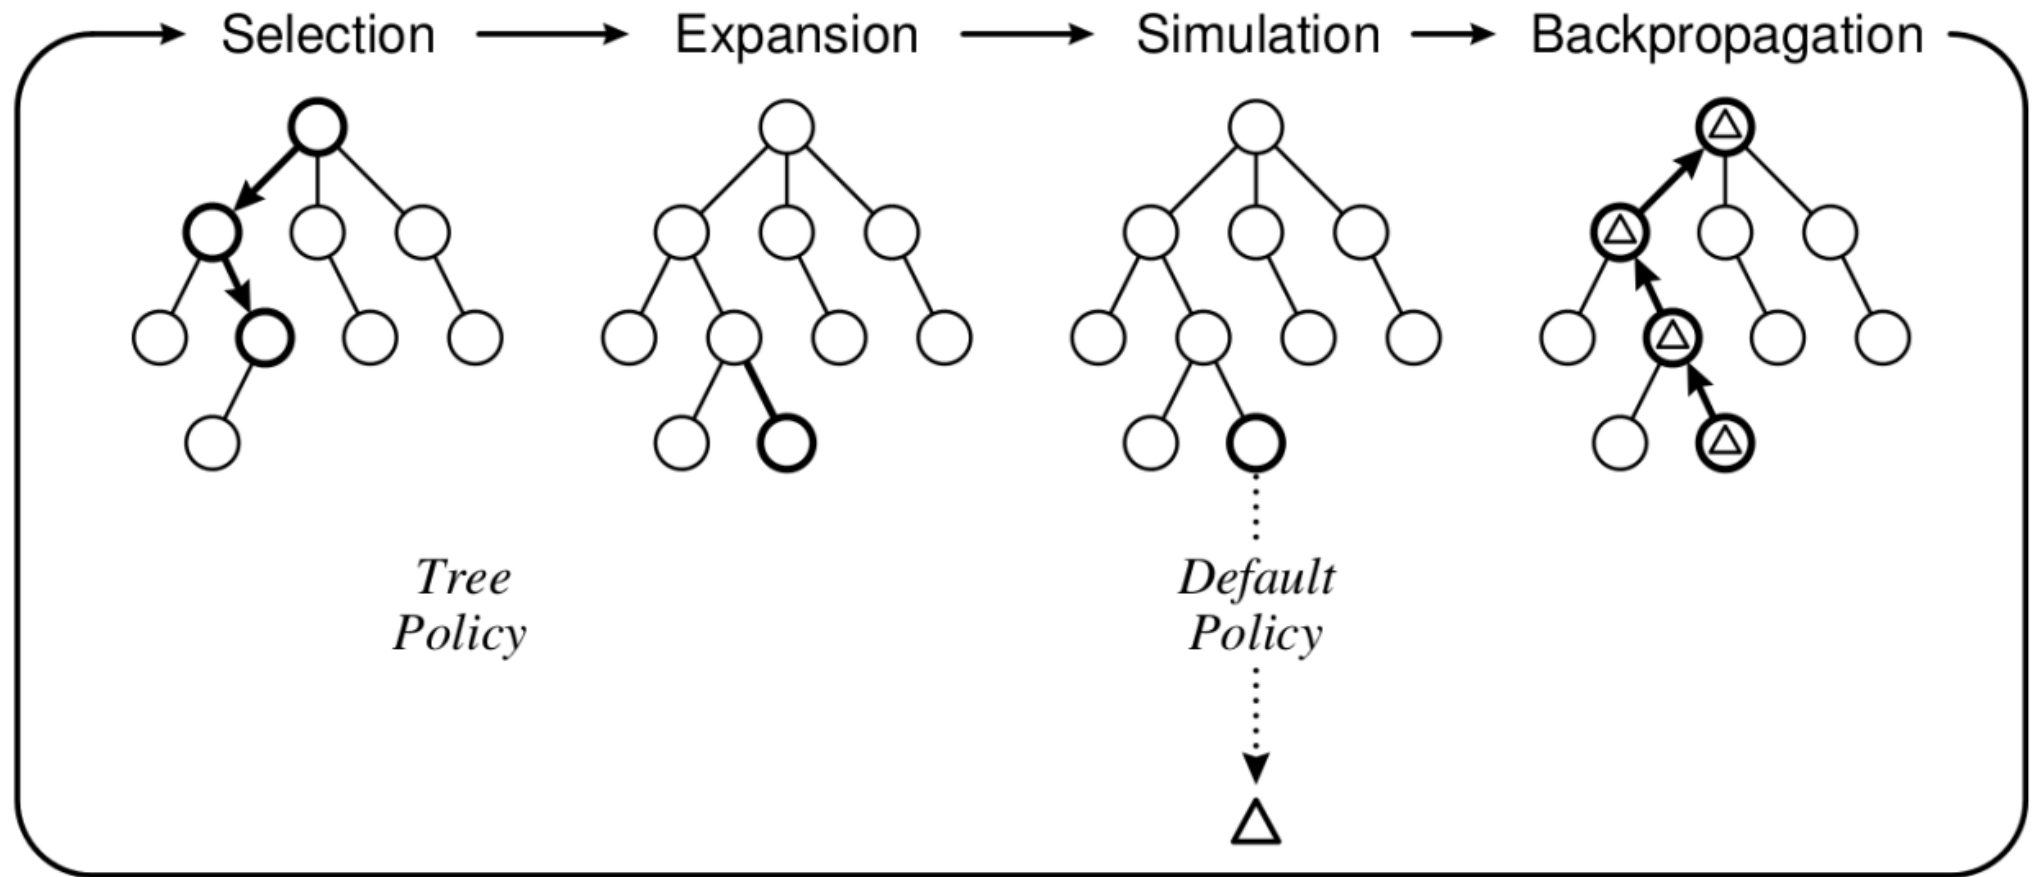 Selection
Expansion
Simulation
Backpropagation
Tree
Policy
Default
Policy